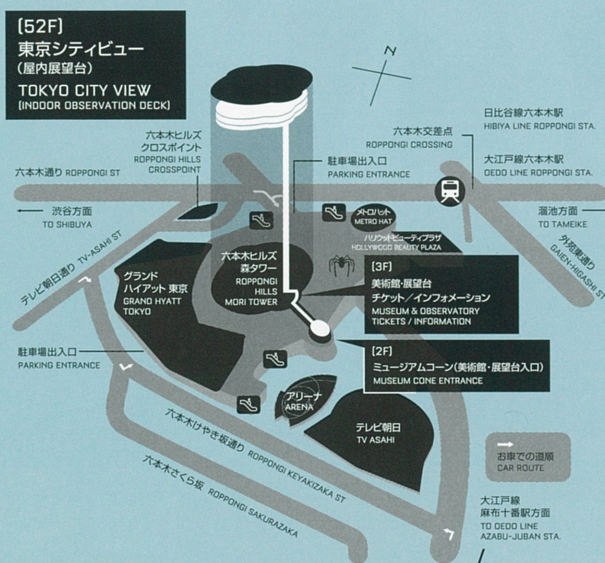 [52F]
東京シティビュー
(屋内展望台)
TOKYO CITY VIEW
(INDOOR OBSERVATION DECK)
N
日比谷線六本木駅
HIBIYA LINE ROPPONGI STA.
六本木交差点
ROPPONGI CROSSING
六本木ヒルズ
クロスポイント
ROPPONGI HILLS
CROSSPOINT
駐車場出入口
PARKING ENTRANCE
大江戸線六本木駅
OEDO LINE ROPPONGI STA.
六本木通り ROPPONGI ST
渋谷方面
TO SHIBUYA
メトロハット
METRO HAT
溜池方面
TO TAMEIKE
ハリウッドビューティプラザ
HOLLYWOOD BEAUTY PLAZA
外苑東通り
GAIEN-HIGASHI ST
テレビ朝日通り TV-ASAHI ST
六本木ヒルズ
森タワー
ROPPONGI
HILLS
MORI TOWER
グランド
ハイアット 東京
GRAND HYATT
TOKYO
[3F]
美術館・展望台
チケット/インフォメーション
MUSEUM & OBSERVATORY
TICKETS / INFORMATION
駐車場出入口
PARKING ENTRANCE
[2F]
ミュージアムコーン(美術館・展望台入口)
MUSEUM CONE ENTRANCE
アリーナ
ARENA
テレビ朝日
TV ASAHI
六本木けやき坂通り ROPPONGI KEYAKIZAKA ST
六本木さくら坂 ROPPONGI SAKURAZAKA
お車での道順
CAR ROUTE
大江戸線
麻布十番駅方面
TO OEDO LINE
AZABU-JUBAN STA.